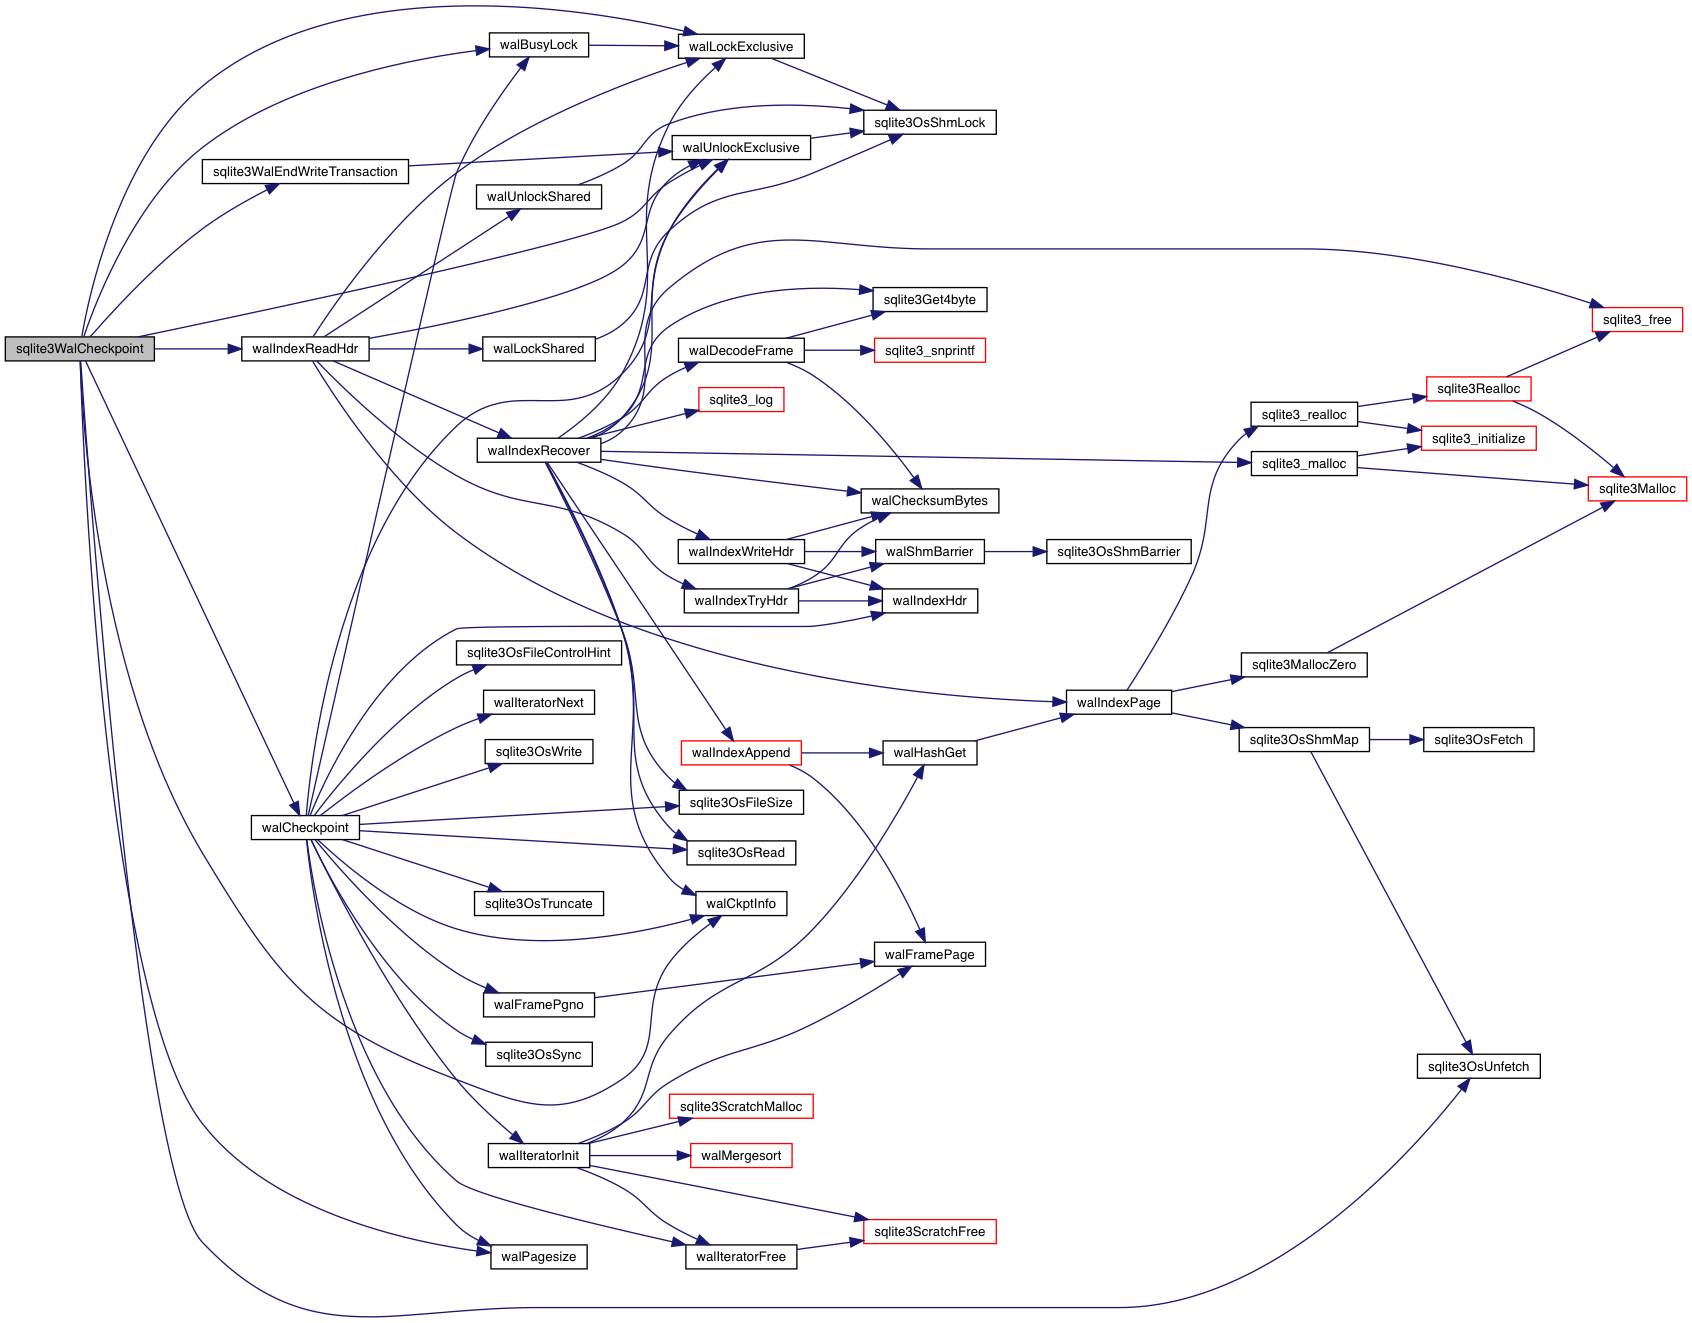 walBusyLock
walLockExclusive
sqlite3OsShmLock
walUnlockExclusive
sqlite3WalEndWriteTransaction
walUnlockShared
sqlite3Get4byte
sqlite3_free
sqlite3WalCheckpoint
walIndexReadHdr
walLockShared
walDecodeFrame
sqlite3_snprintf
sqlite3Realloc
sqlite3_log
sqlite3_realloc
sqlite3_initialize
walIndexRecover
sqlite3_malloc
sqlite3Malloc
walChecksumBytes
walIndexWriteHdr
walShmBarrier
sqlite3OsShmBarrier
walIndexTryHdr
walIndexHdr
sqlite3OsFileControlHint
sqlite3MallocZero
walIteratorNext
walIndexPage
sqlite3OsShmMap
sqlite3OsFetch
sqlite3OsWrite
walIndexAppend
walHashGet
sqlite3OsFileSize
walCheckpoint
sqlite3OsRead
sqlite3OsTruncate
walCkptInfo
walFramePage
walFramePgno
sqlite3OsSync
sqlite3OsUnfetch
sqlite3ScratchMalloc
walIteratorInit
walMergesort
sqlite3ScratchFree
walPagesize
walIteratorFree